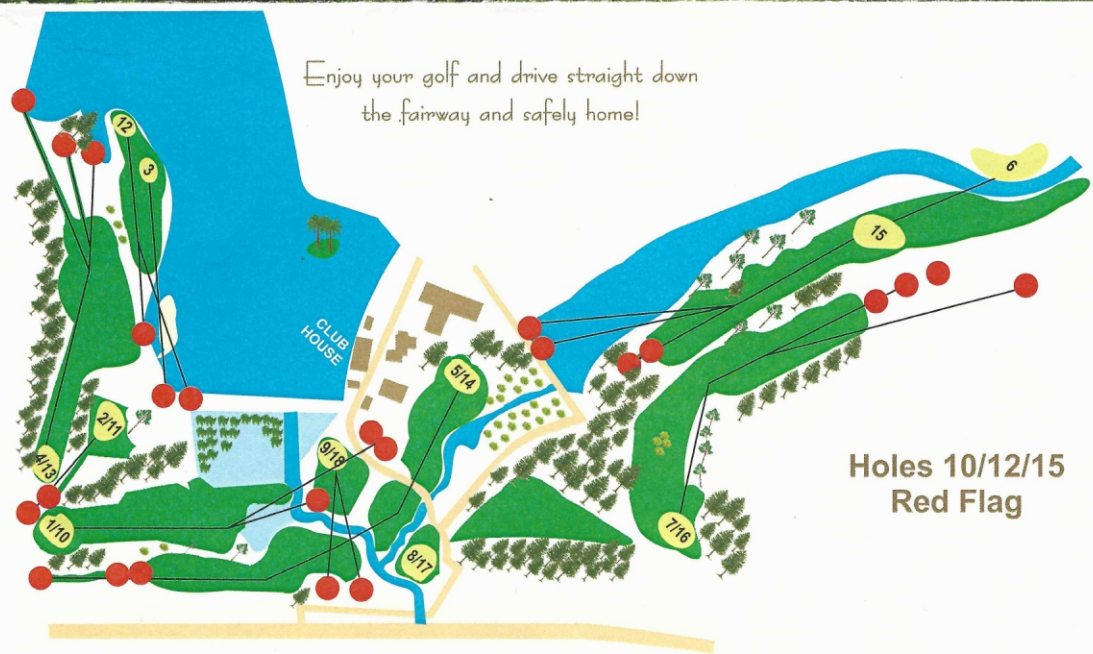 Enjoy your golf and drive straight down
the fairway and safely home!
12
3
6
15
CLUB
HOUSE
5/14
2/11
9/18
4/13
Holes 10/12/15
Red Flag
1/10
7/16
8/17